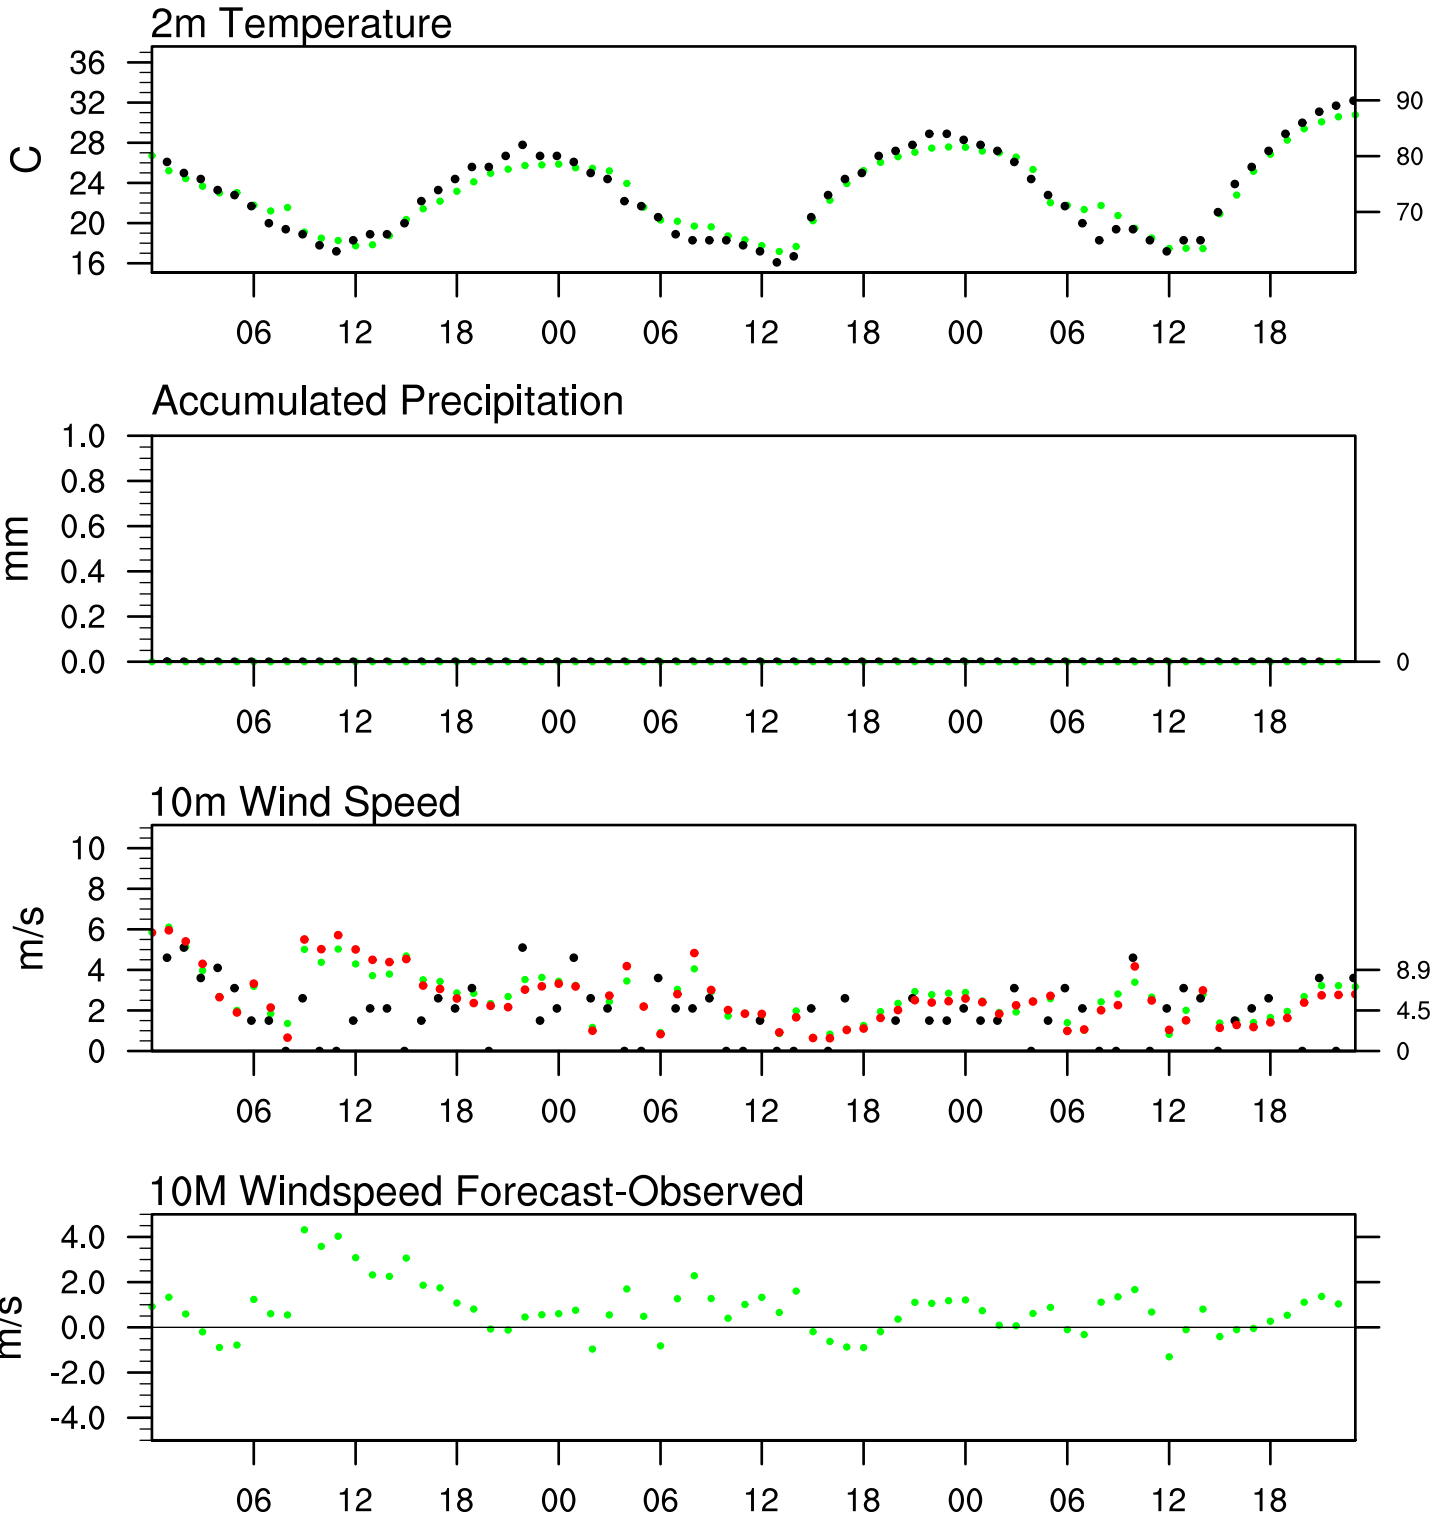 2m Temperature
36
32
28
24
20
16
C
90
80
70
06 12 18 00 06 12 18 00 06 12 18
Accumulated Precipitation
1.0
0.8
0.6
0.4
0.2
0.0
mm
0
06 12 18 00 06 12 18 00 06 12 18
10m Wind Speed
10
8
6
4
2
0
m/s
8.9
4.5
0
06 12 18 00 06 12 18 00 06 12 18
10M Windspeed Forecast-Observed
4.0
2.0
0.0
-2.0
-4.0
m/s
06 12 18 00 06 12 18 00 06 12 18